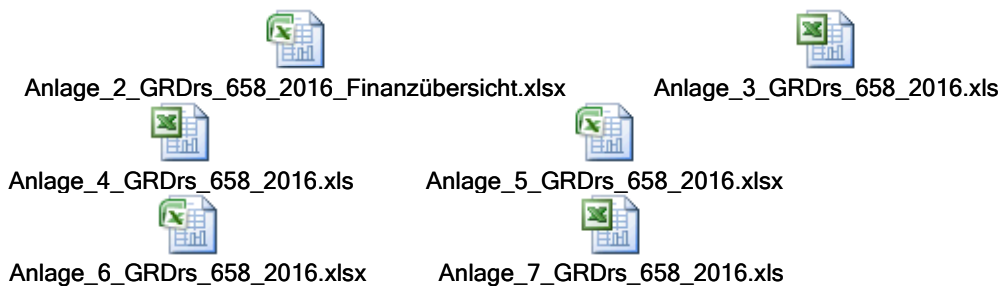 Anlage_2_GRDrs_658_2016_Finanzübersicht.xlsx Anlage_3_GRDrs_658_2016.xls
Anlage_4_GRDrs_658_2016.xls Anlage_5_GRDrs_658_2016.xlsx
Anlage_6_GRDrs_658_2016.xlsx Anlage_7_GRDrs_658_2016.xls